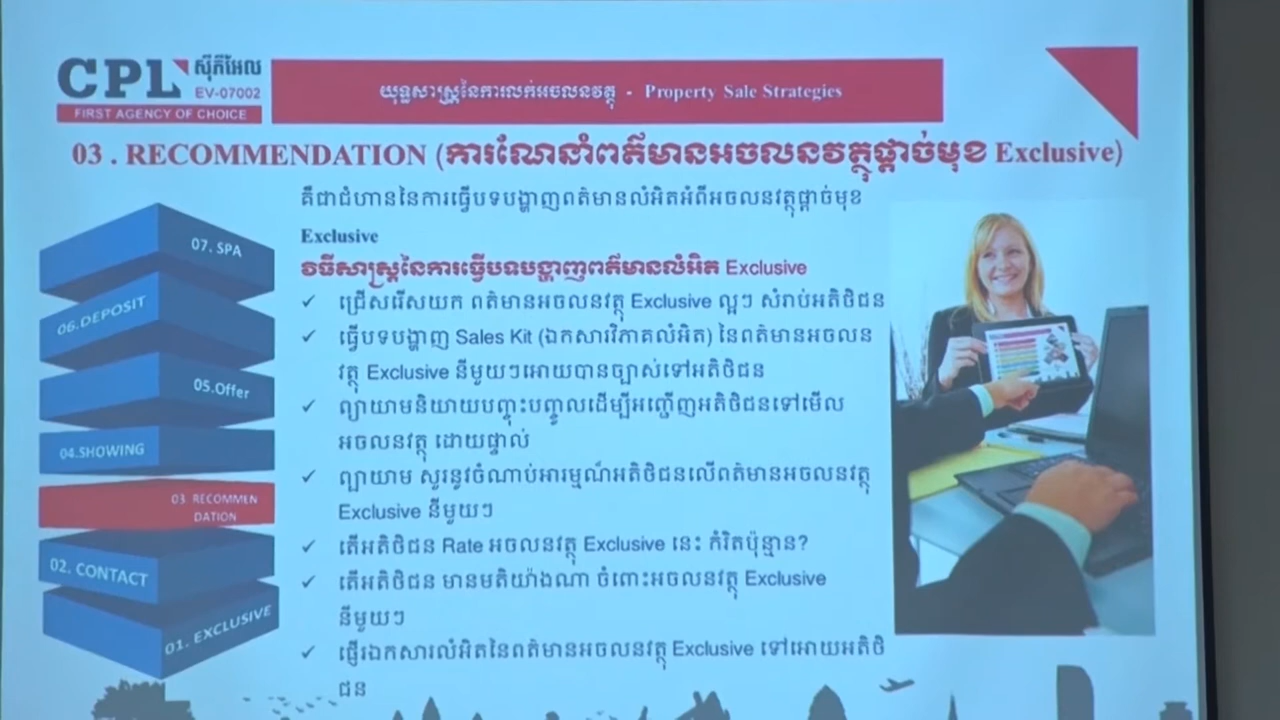 CPL ស៊ីភីអែល
EV-07002
FIRST AGENCY OF CHOICE
យុទ្ធសាស្ត្រនៃការលក់អចលនវត្ថុ - Property Sale Strategies
03 . RECOMMENDATION (ការណែនាំពត៌មានអចលនវត្ថុផ្តាច់មុខ Exclusive)
គឺជាជំហាននៃការធ្វើបទបង្ហាញពត៌មានលំអិតអំពីអចលនវត្ថុផ្តាច់មុខ
Exclusive
វិធីសាស្ត្រនៃការធ្វើបទបង្ហាញពត៌មានលំអិត Exclusive
✓ ជ្រើសរើសយក ពត៌មានអចលនវត្ថុ Exclusive ល្អៗ សំរាប់អតិថិជន
✓ ធ្វើបទបង្ហាញ Sales Kit (ឯកសារវិភាគលំអិត) នៃពត៌មានអចលន
វត្ថុ Exclusive នីមួយៗអោយបានច្បាស់ទៅអតិថិជន
✓ ព្យាយាមនិយាយបញ្ចុះបញ្ចូលដើម្បីអញ្ជើញអតិថិជនទៅមើល
អចលនវត្ថុ ដោយផ្ទាល់
✓ ព្យាយាម សួរនូវចំណាប់អារម្មណ៍អតិថិជនលើពត៌មានអចលនវត្ថុ
Exclusive នីមួយៗ
✓ តើអតិថិជន Rate អចលនវត្ថុ Exclusive នេះ កំរិតប៉ុន្មាន?
✓ តើអតិថិជន មានមតិយ៉ាងណា ចំពោះអចលនវត្ថុ Exclusive
នីមួយៗ
✓ ផ្ញើរឯកសារលំអិតនៃពត៌មានអចលនវត្ថុ Exclusive ទៅអោយអតិថិ
ជន
07. SPA
06.DEPOSIT
05.Offer
04.SHOWING
03 RECOMMEN
DATION
02. CONTACT
01. EXCLUSIVE